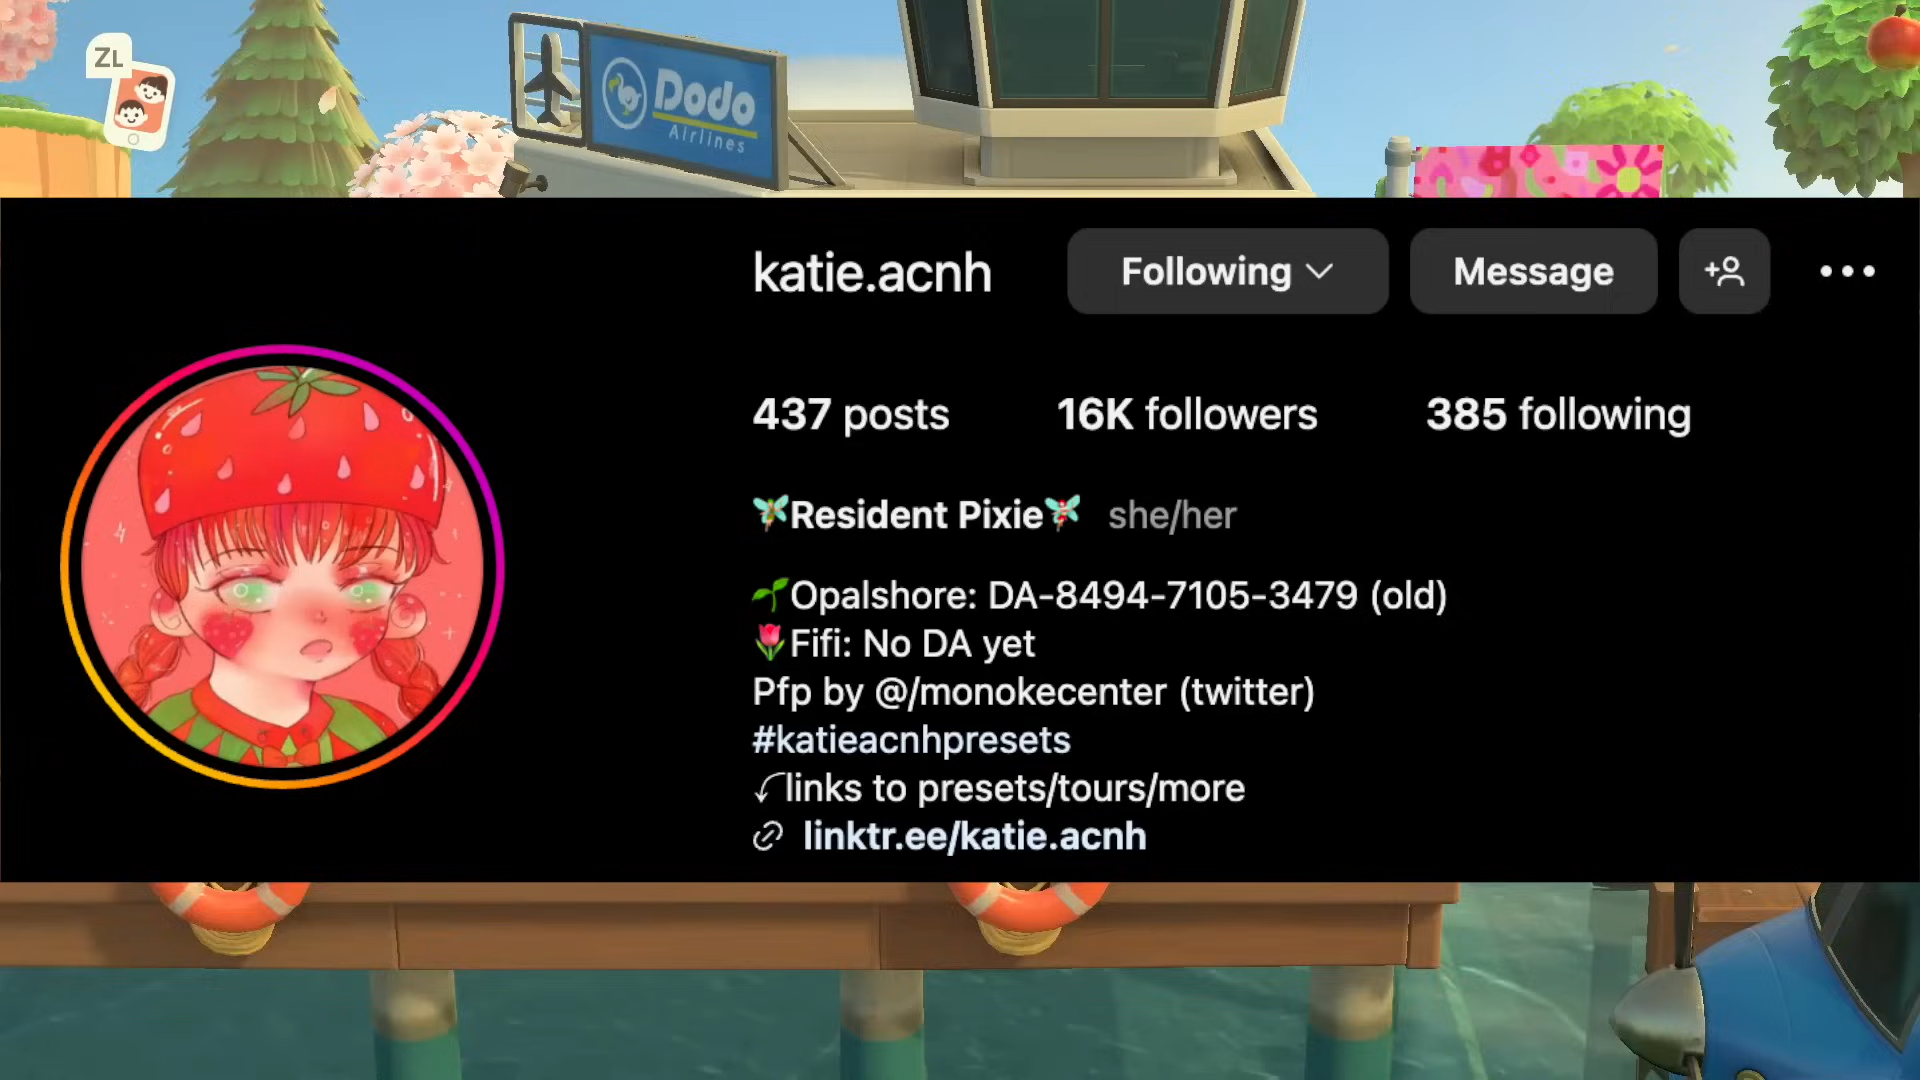 ZL
Dodo
Airlines
katie.acnh
Following
Message
437 posts
16K followers
385 following
🧚Resident Pixie🧚 she/her
🌱Opalshore: DA-8494-7105-3479 (old)
🌷Fifi: No DA yet
Pfp by @/monokecenter (twitter)
#katieacnhpresets
⤹links to presets/tours/more
linktr.ee/katie.acnh